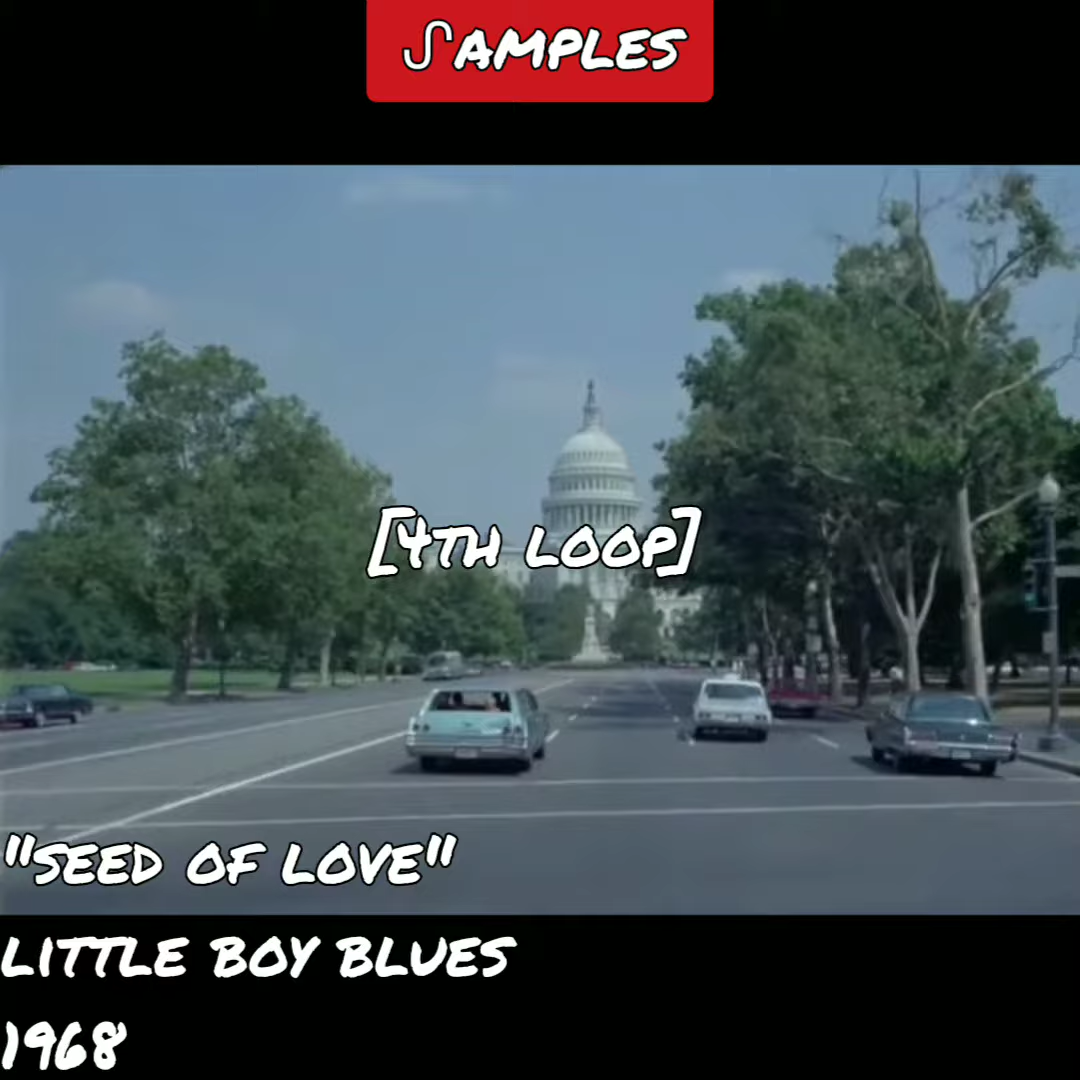 SAMPLES
[4TH LOOP]
"SEED OF LOVE"
LITTLE BOY BLUES
1968